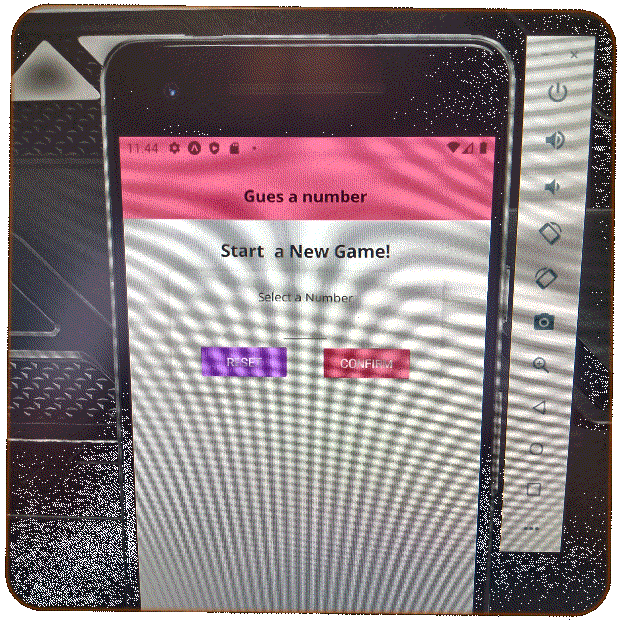 11:44
Gues a number
Start a New Game!
Select a Number
RESET
CONFIRM